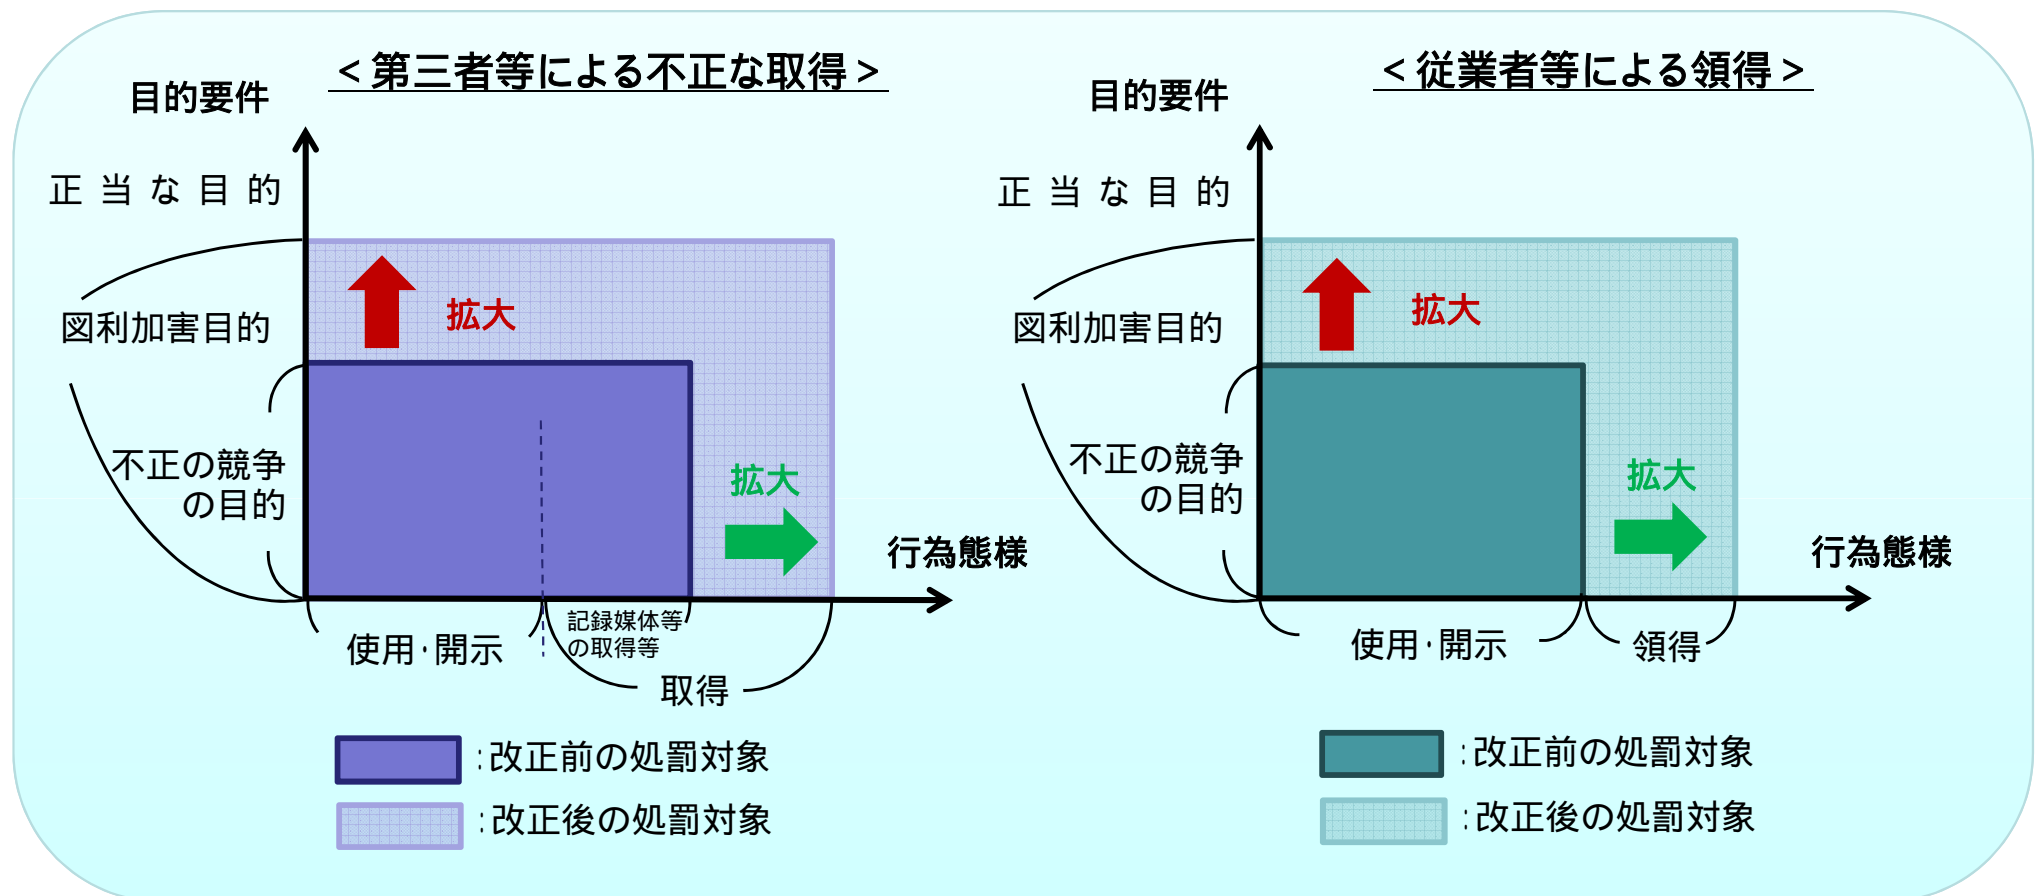 ＜第三者等による不正な取得＞
目的要件
正当な目的
図利加害目的
不正の競争
の目的
拡大
拡大
行為態様
使用・開示
記録媒体等
の取得等
取得
：改正前の処罰対象
：改正後の処罰対象
＜従業者等による領得＞
目的要件
正当な目的
図利加害目的
不正の競争
の目的
拡大
拡大
行為態様
使用・開示
領得
：改正前の処罰対象
：改正後の処罰対象